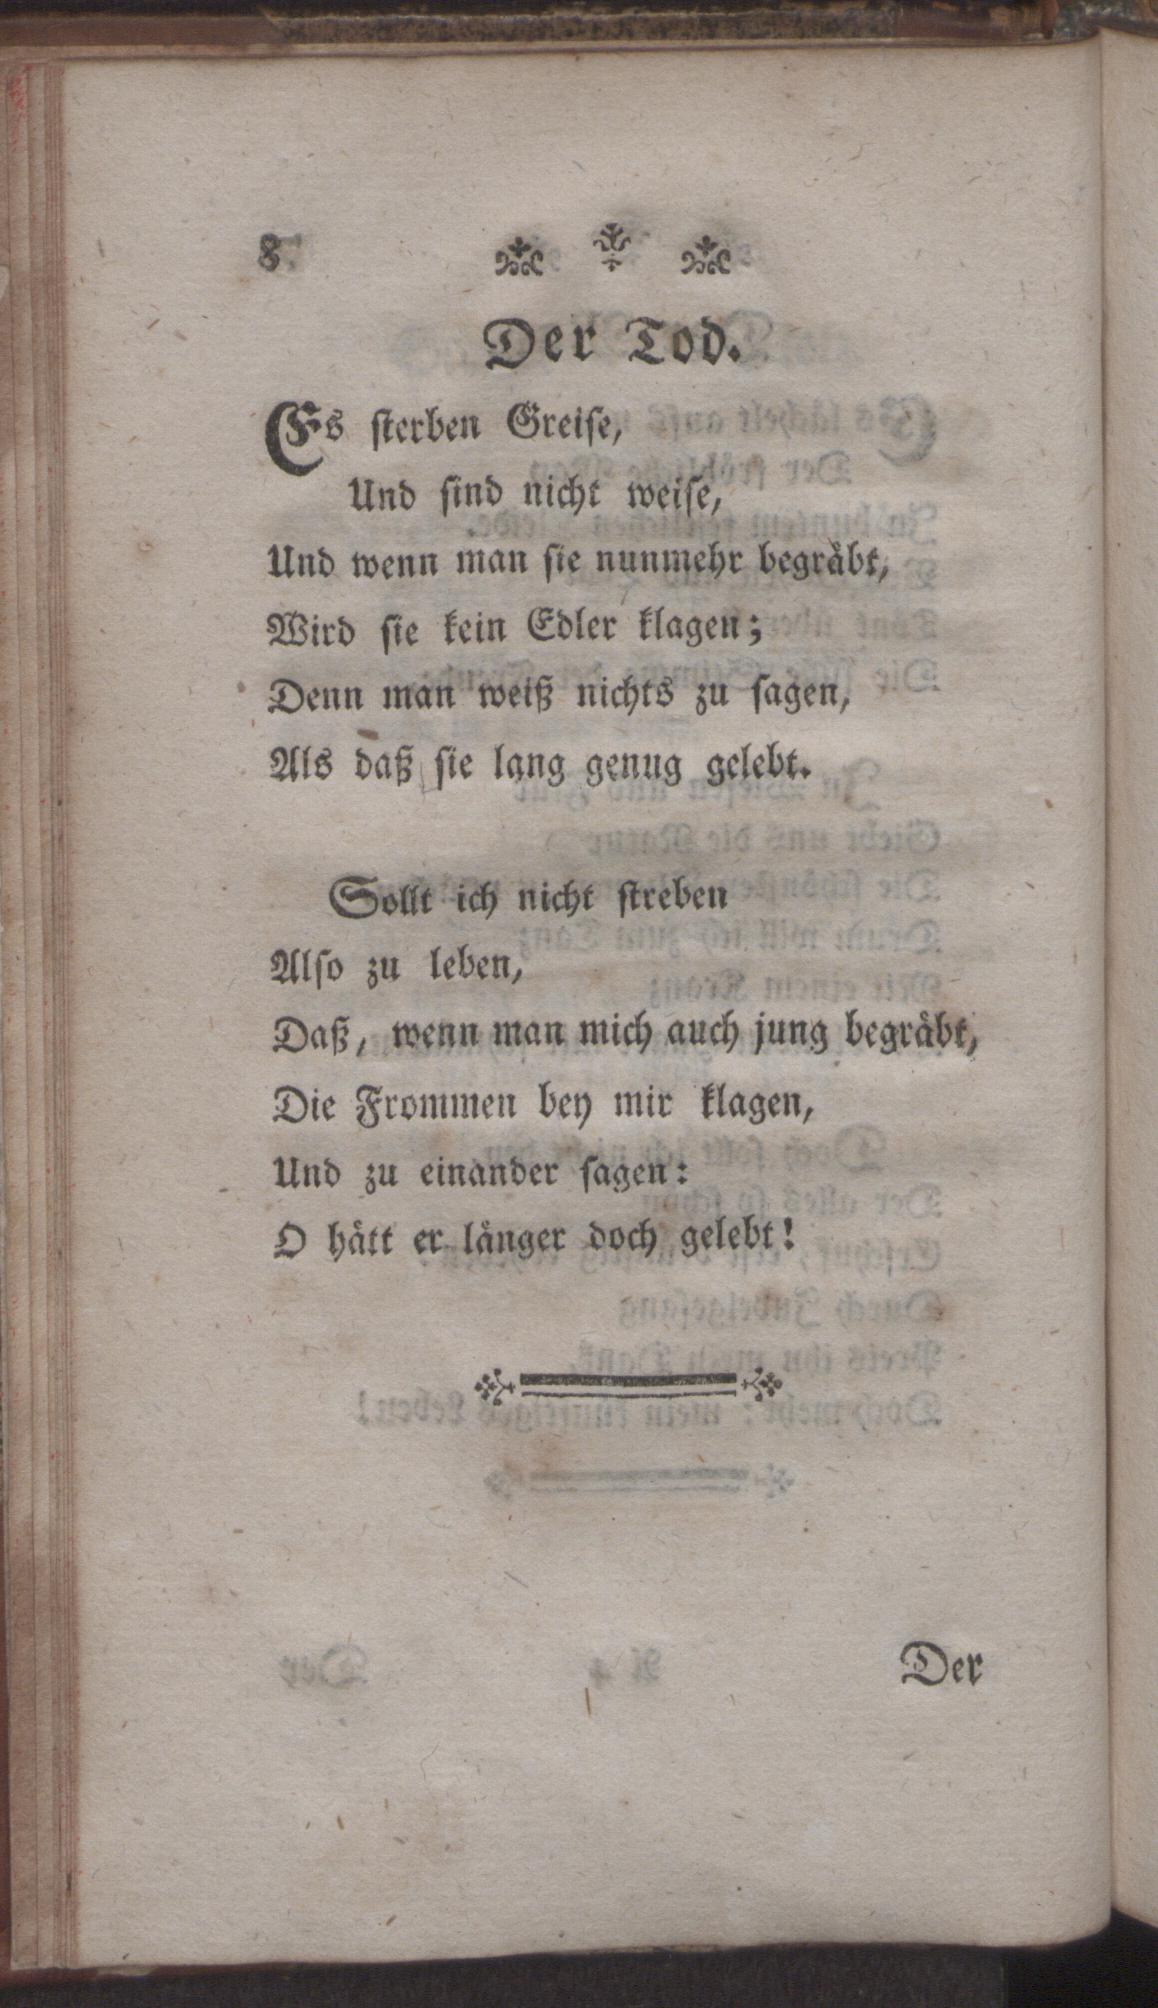 8
Der Tod.
Es sterben Greise,
Und sind nicht weise,
Und wenn man sie nunmehr begräbt,
Wird sie kein Edler klagen;
Denn man weiß nichts zu sagen,
Als daß sie lang genug gelebt.
Sollt ich nicht streben
Also zu leben,
Daß, wenn man mich auch jung begräbt,
Die Frommen bey mir klagen,
Und zu einander sagen:
O hätt er länger doch gelebt!
Der